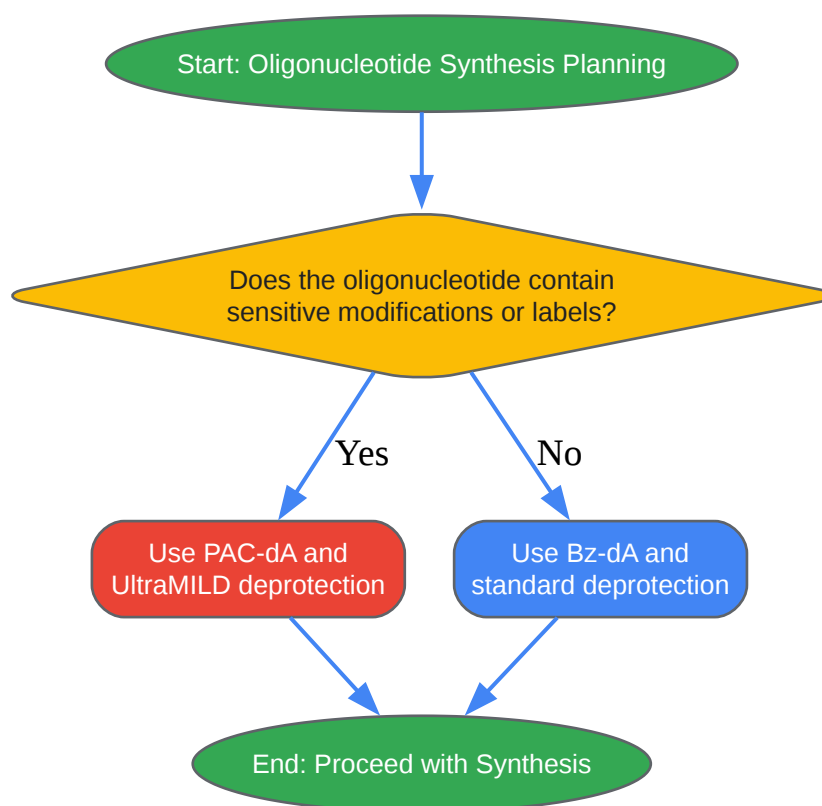 Start: Oligonucleotide Synthesis Planning
Does the oligonucleotide contain
sensitive modifications or labels?
Yes
No
Use PAC-dA and
UltraMILD deprotection
Use Bz-dA and
standard deprotection
End: Proceed with Synthesis